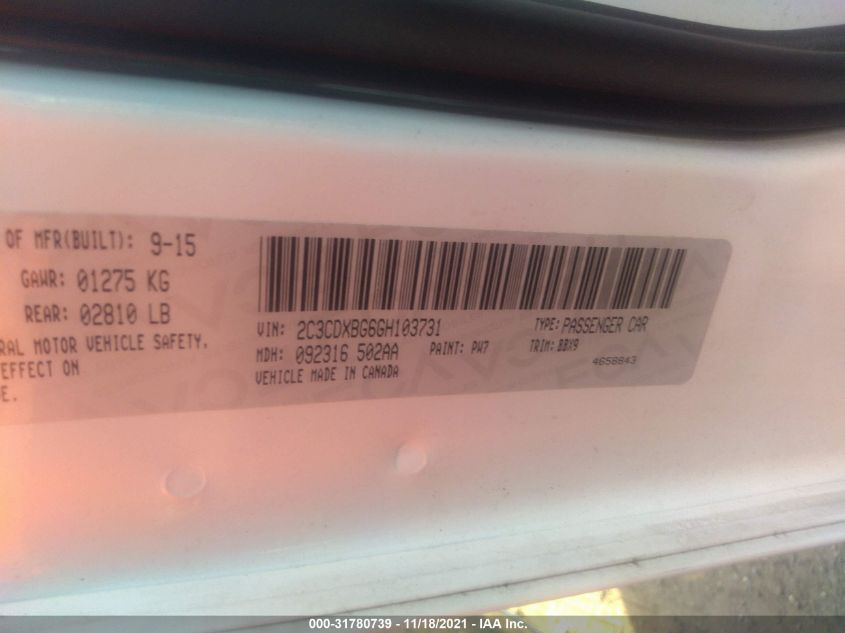 OF MFR(BUILT): 9-15
GAWR: 01275 KG
REAR: 02810 LB
RAL MOTOR VEHICLE SAFETY,
EFFECT ON
E.
VIN: 2C3CDXBG6GH103731
TYPE: PASSENGER CAR
MDH: 092316 502AA
PAINT: PW7
TRIM: BBX9
VEHICLE MADE IN CANADA
4658843
000-31780739 - 11/18/2021 - IAA Inc.